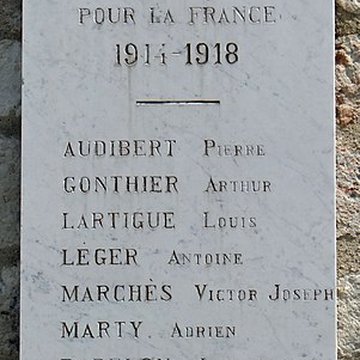 POUR LA FRANCE
1914-1918
AUDIBERT PIERRE
GONTHIER ARTHUR
LARTIGUE LOUIS
LÉGER ANTOINE
MARCHÈS VICTOR JOSEPH
MARTY ADRIEN